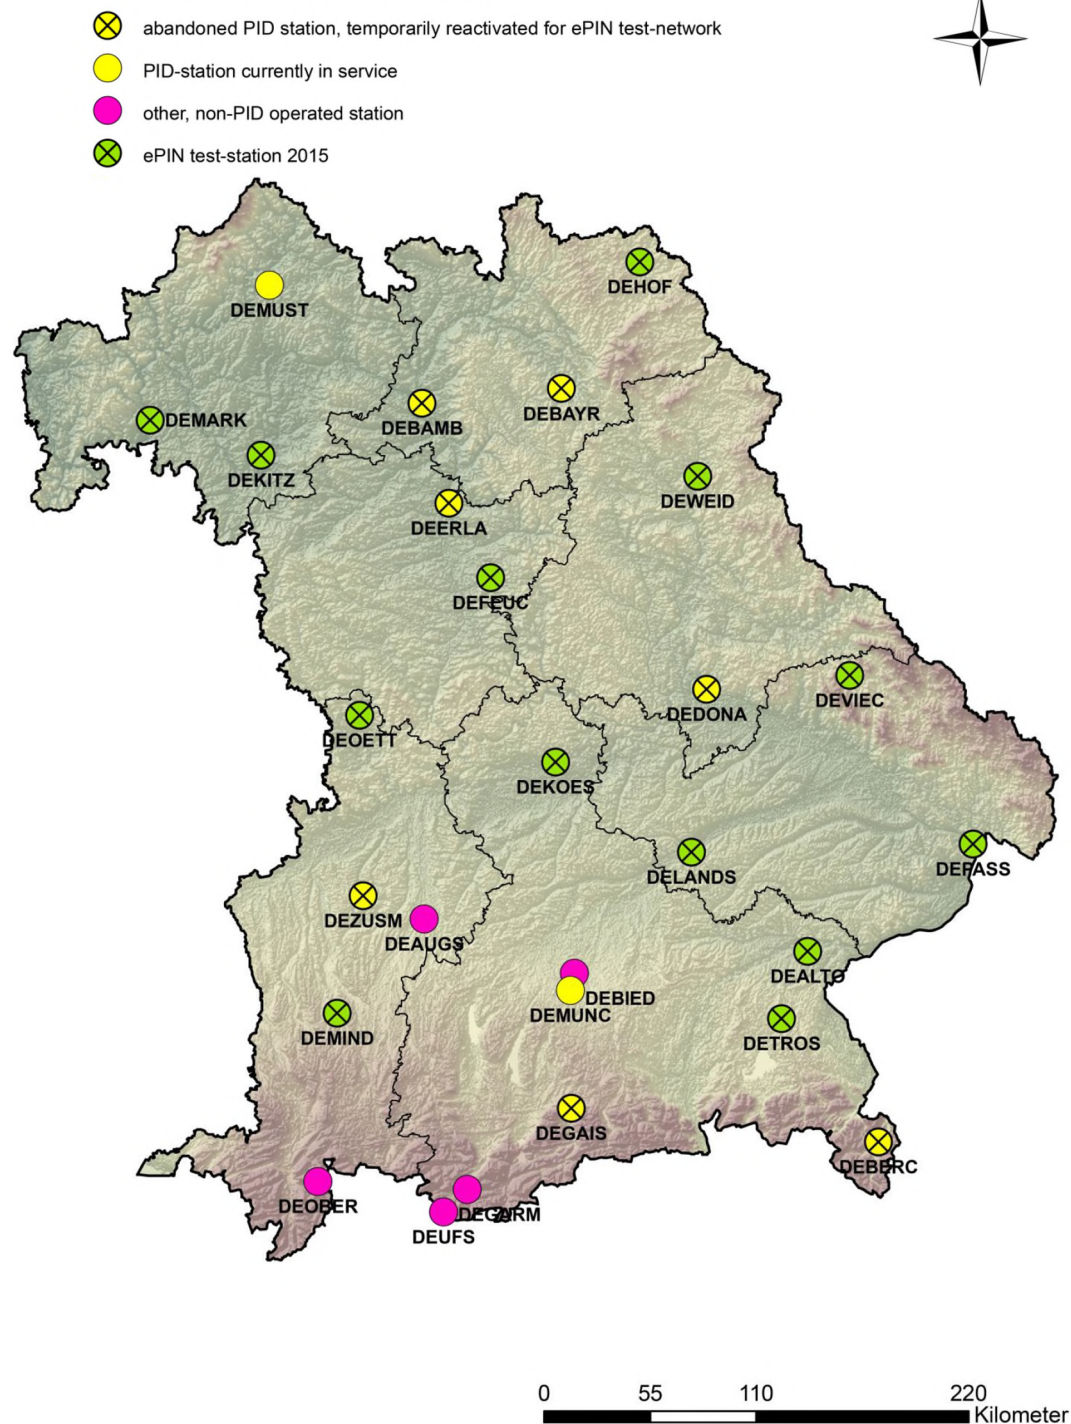 abandoned PID station, temporarily reactivated for ePIN test-network
PID-station currently in service
other, non-PID operated station
ePIN test-station 2015
DEHOF
DEMUST
DEBAYR
DEMARK
DEBAMB
DEKITZ
DEWEID
DEERLA
DEFEUC
DEVIEC
DEDONA
DEOETT
DEKOES
DEPASS
DELANDS
DEZUSM
DEAUGS
DEALTO
DEBIED
DEMUNC
DEMIND
DETROS
DEGAIS
DEBERC
DEOBER
DEGARM
DEUFS
0 55 110 220
Kilometer